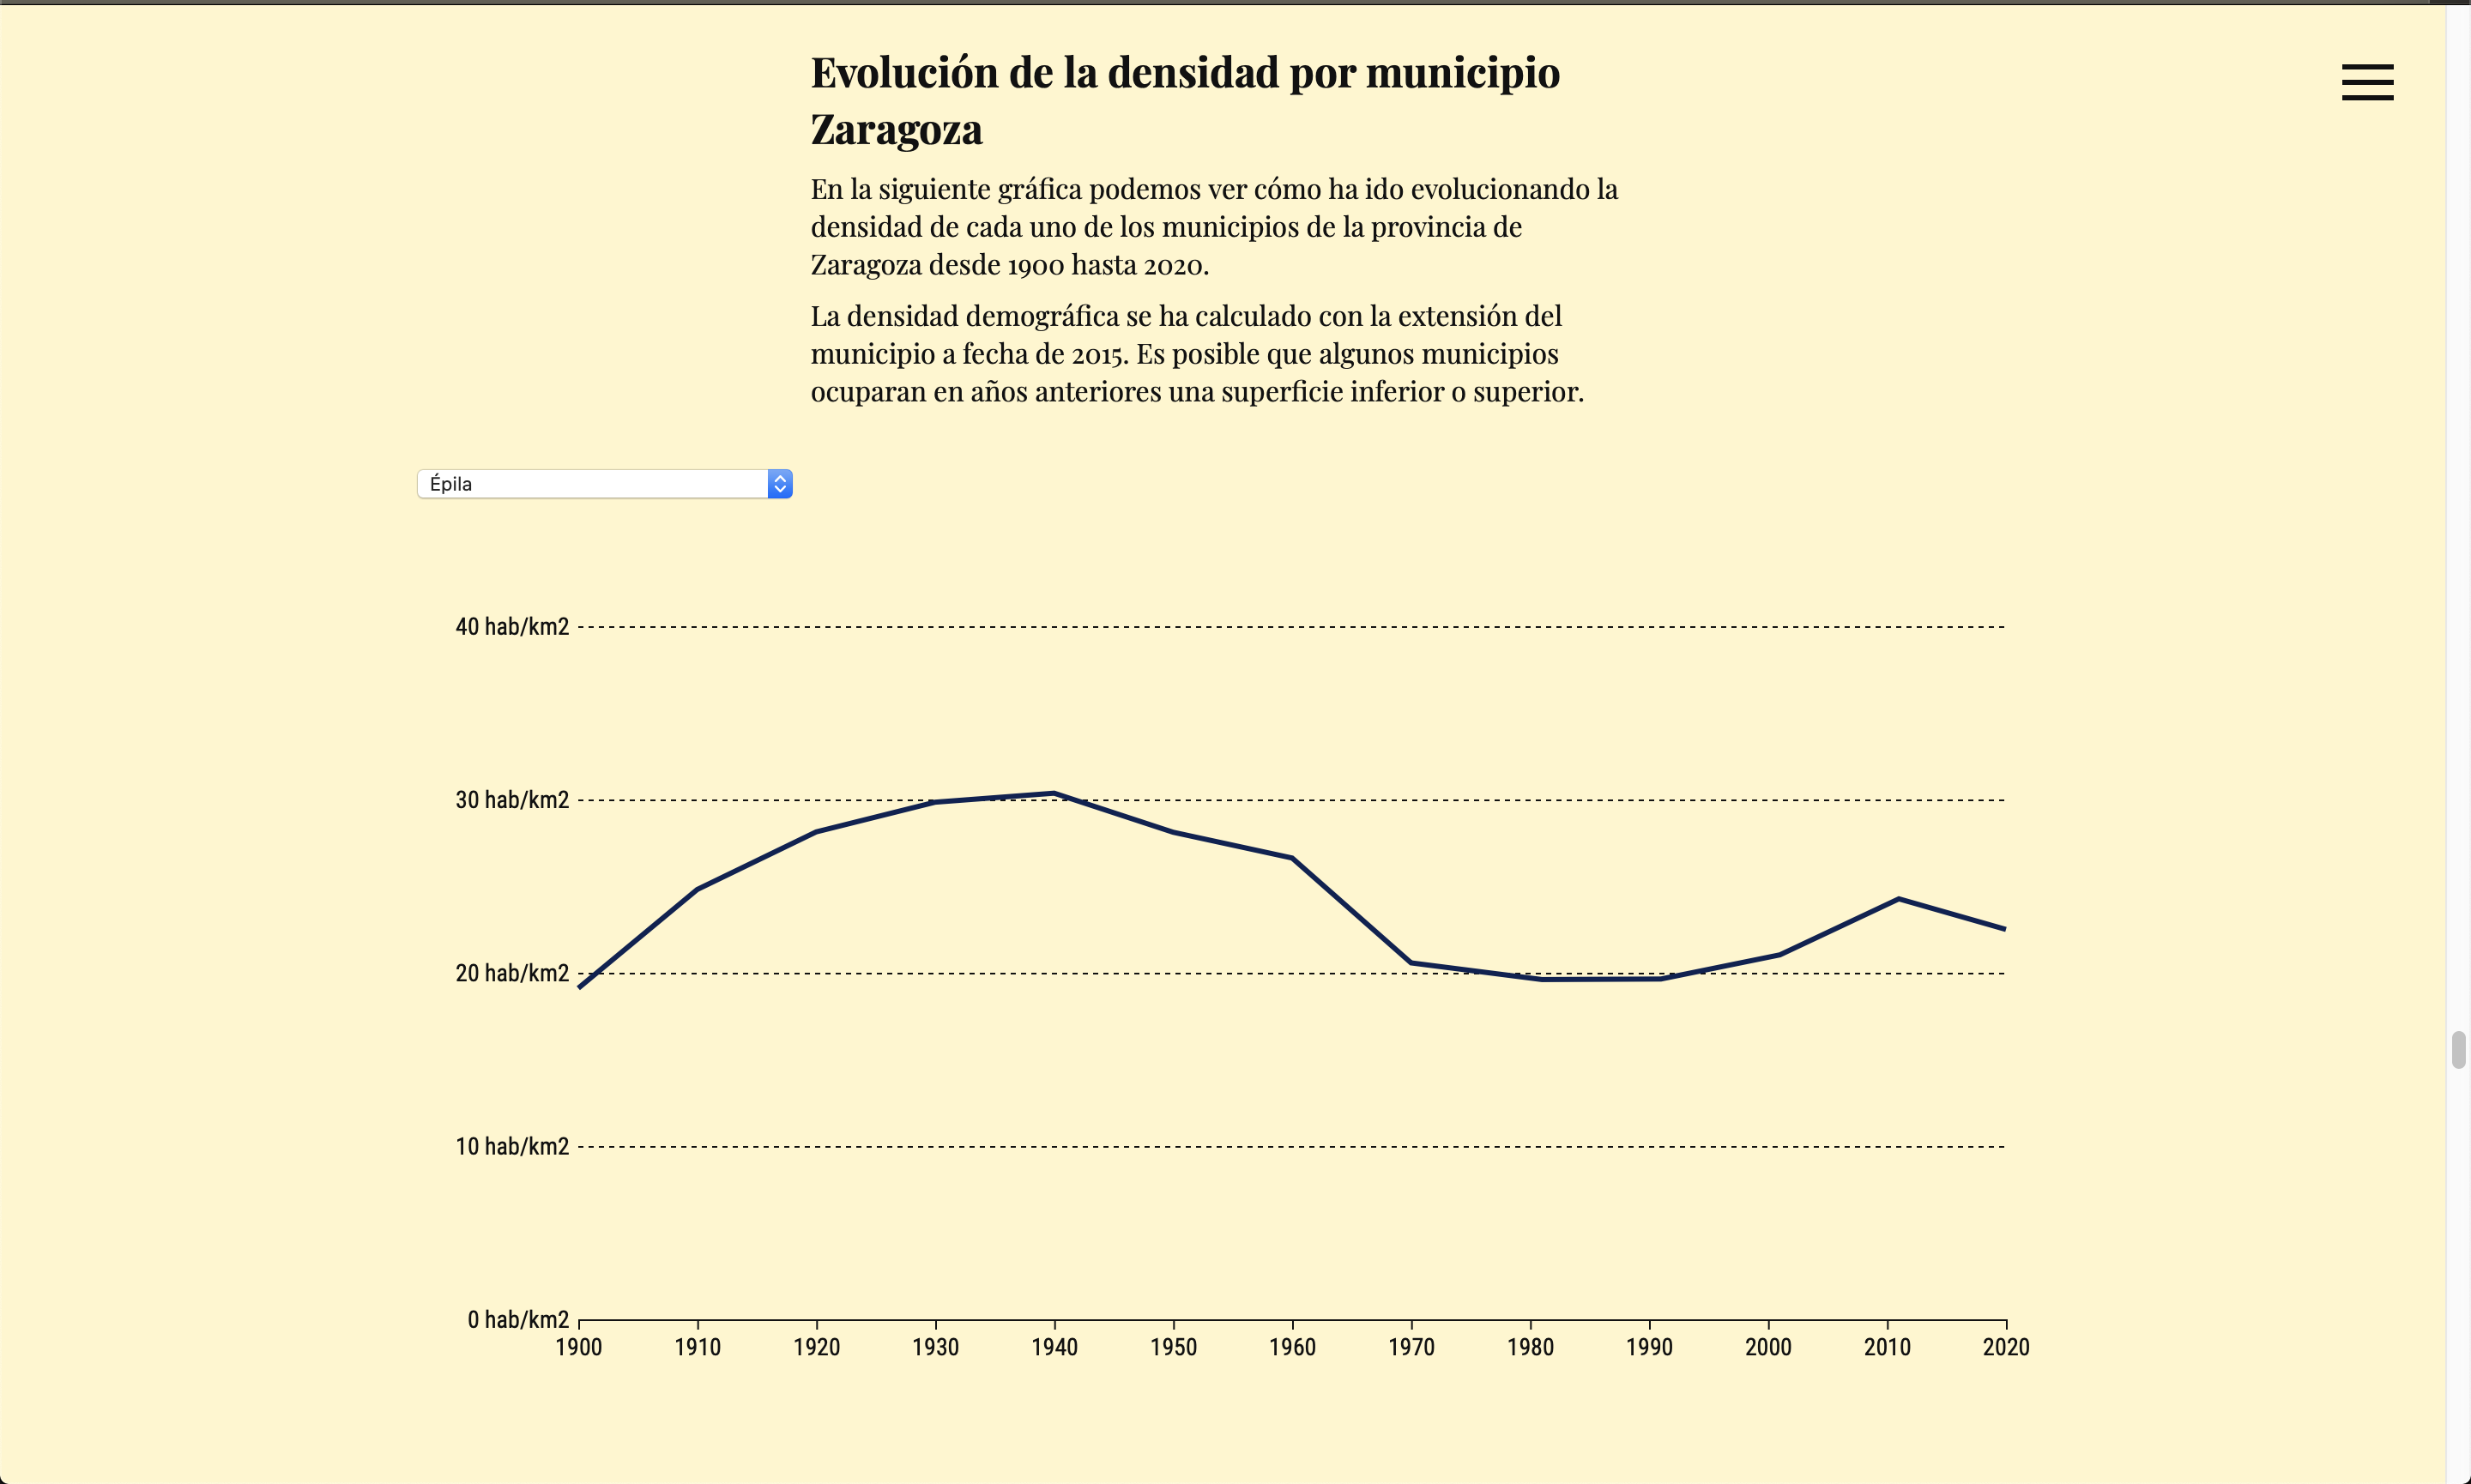 Evolución de la densidad por municipio
Zaragoza
En la siguiente gráfica podemos ver cómo ha ido evolucionando la
densidad de cada uno de los municipios de la provincia de
Zaragoza desde 1900 hasta 2020.
La densidad demográfica se ha calculado con la extensión del
municipio a fecha de 2015. Es posible que algunos municipios
ocuparan en años anteriores una superficie inferior o superior.
Épila
40 hab/km2
30 hab/km2
20 hab/km2
10 hab/km2
0 hab/km2
1900 1910 1920 1930 1940 1950 1960 1970 1980 1990 2000 2010 2020